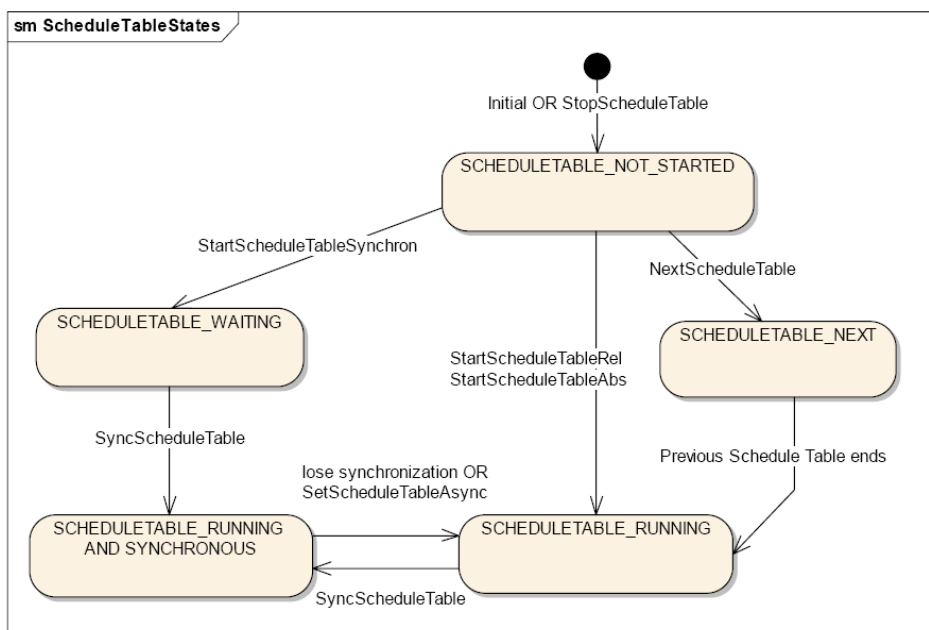 sm ScheduleTableStates
Initial OR StopScheduleTable
SCHEDULETABLE_NOT_STARTED
StartScheduleTableSynchron
NextScheduleTable
SCHEDULETABLE_WAITING
SCHEDULETABLE_NEXT
StartScheduleTableRel
StartScheduleTableAbs
SyncScheduleTable
Previous Schedule Table ends
lose synchronization OR
SetScheduleTableAsync
SCHEDULETABLE_RUNNING
AND SYNCHRONOUS
SCHEDULETABLE_RUNNING
SyncScheduleTable